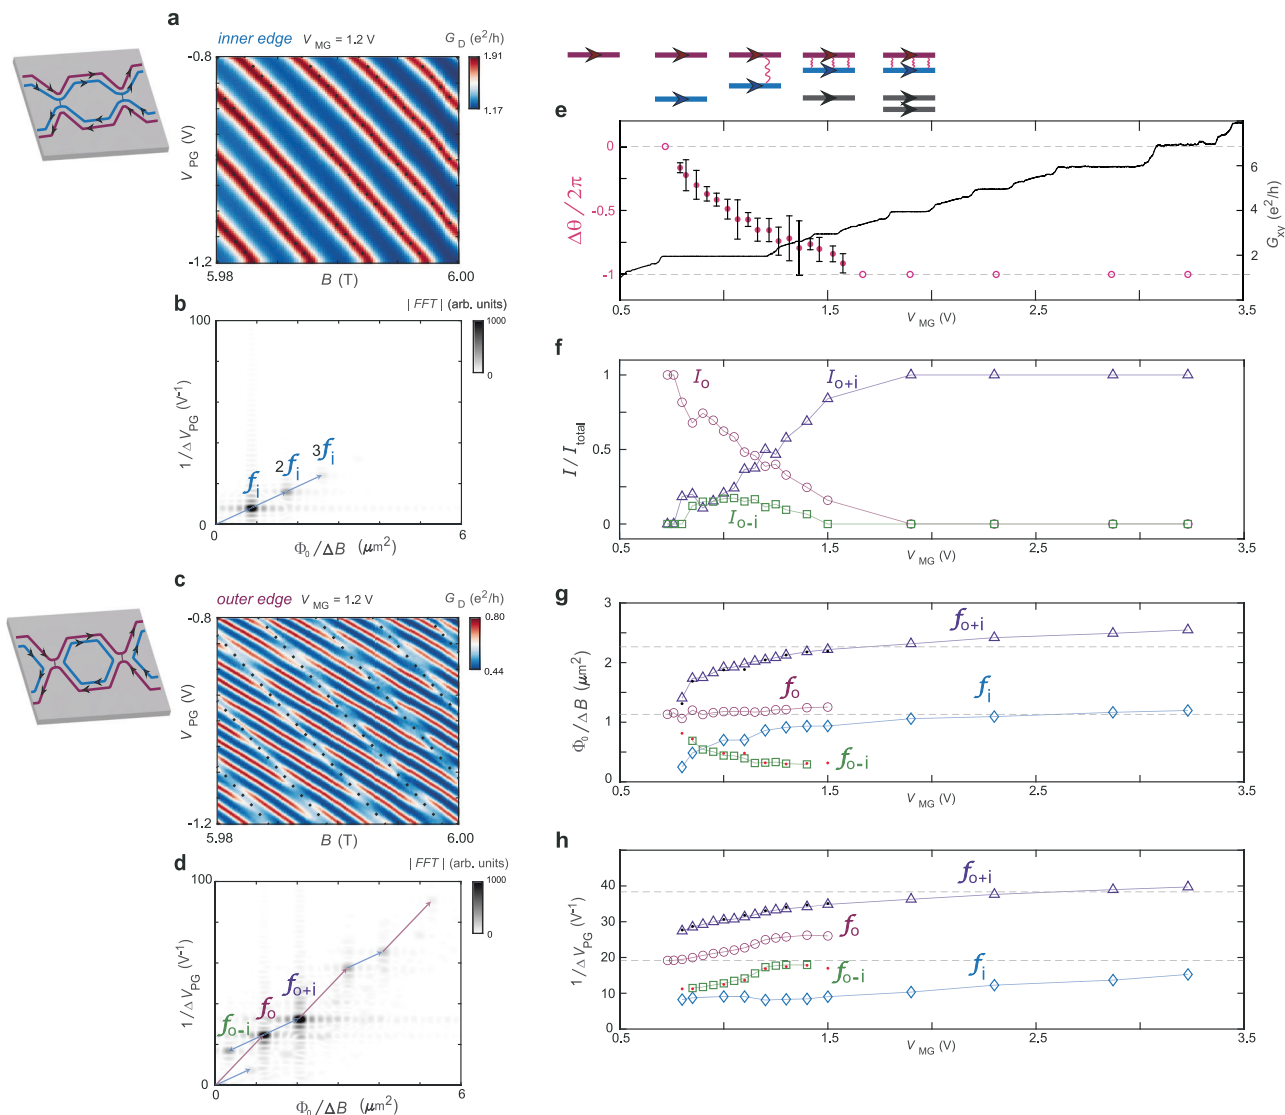 a
inner edge V MG = 1.2 V
G D (e²/h)
-0.8
1.91
1.17
V PG (V)
-1.2
5.98
B (T)
6.00
b
| FFT | (arb. units)
100
1000
0
1/ΔV PG (V⁻¹)
f i
2 f i
3 f i
0
0
6
Φ₀/ΔB (μm²)
c
outer edge V MG = 1.2 V
G D (e²/h)
-0.8
0.80
0.44
V PG (V)
-1.2
5.98
B (T)
6.00
d
| FFT | (arb. units)
100
1000
0
1/ΔV PG (V⁻¹)
f o+i
f o
f o-i
0
0
6
Φ₀/ΔB (μm²)
e
0
-0.5
-1
Δθ/2π
6
4
2
G xy (e²/h)
0.5
1.5
2.5
3.5
V MG (V)
f
I o
I o+i
I o-i
1
0.5
0
I / I total
0.5
1.5
2.5
3.5
V MG (V)
g
3
2
1
0
Φ₀/ΔB (μm²)
f o+i
f o
f i
f o-i
0.5
1.5
2.5
3.5
V MG (V)
h
40
30
20
10
0
1/ΔV PG (V⁻¹)
f o+i
f o
f o-i
f i
0.5
1.5
2.5
3.5
V MG (V)